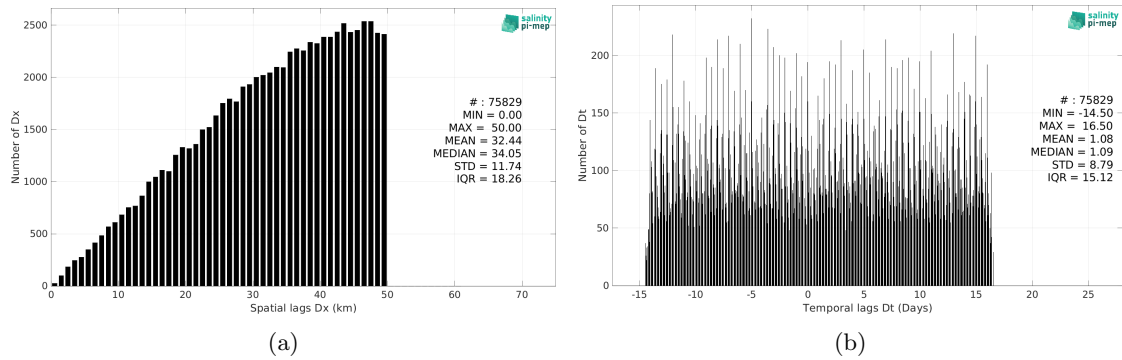 salinity
pi-mep
2500
2000
1500
1000
500
0
Number of Dx
# : 75829
MIN = 0.00
MAX = 50.00
MEAN = 32.44
MEDIAN = 34.05
STD = 11.74
IQR = 18.26
0 10 20 30 40 50 60 70
Spatial lags Dx (km)
(a)
salinity
pi-mep
200
150
100
50
0
Number of Dt
# : 75829
MIN = -14.50
MAX = 16.50
MEAN = 1.08
MEDIAN = 1.09
STD = 8.79
IQR = 15.12
-15 -10 -5 0 5 10 15 20 25
Temporal lags Dt (Days)
(b)